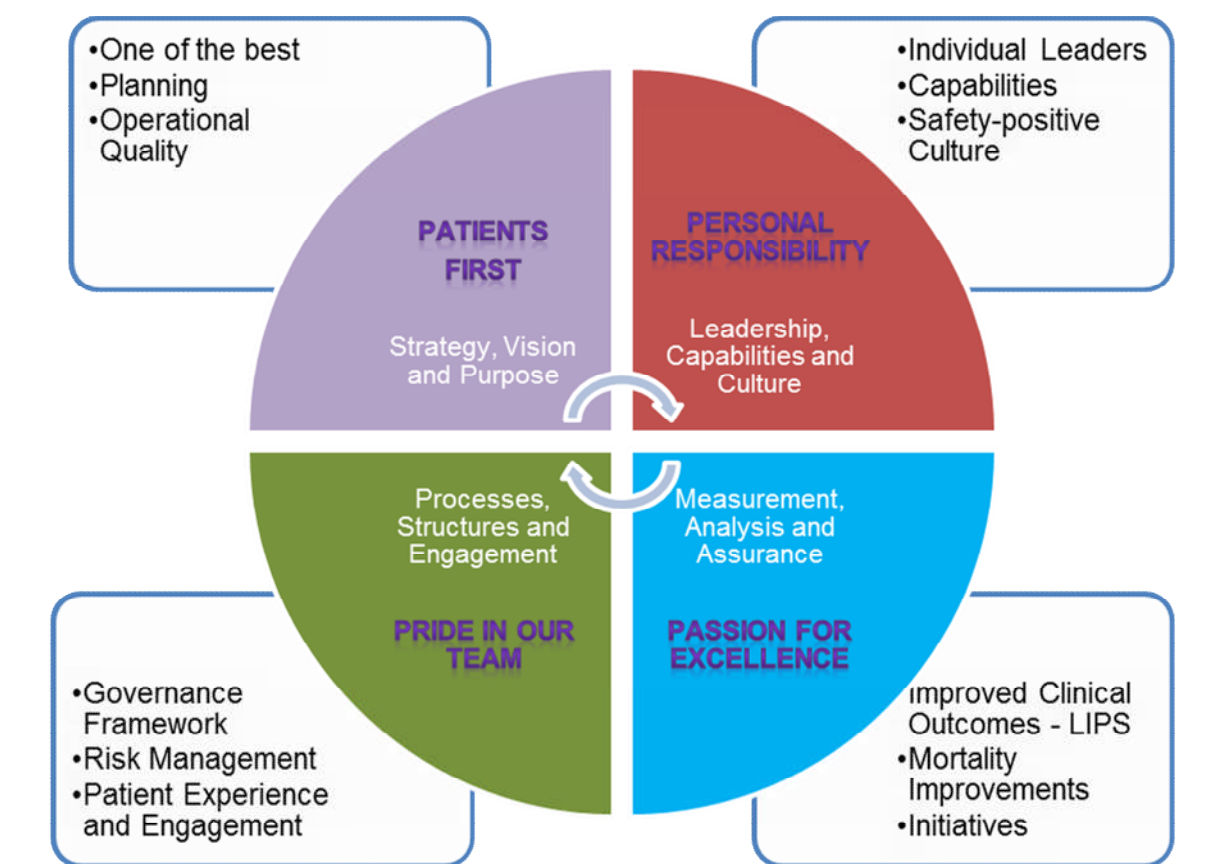 •One of the best
•Planning
•Operational
Quality
•Individual Leaders
•Capabilities
•Safety-positive
Culture
PATIENTS
FIRST
Strategy, Vision
and Purpose
PERSONAL
RESPONSIBILITY
Leadership,
Capabilities and
Culture
Processes,
Structures and
Engagement
PRIDE IN OUR
TEAM
Measurement,
Analysis and
Assurance
PASSION FOR
EXCELLENCE
•Governance
Framework
•Risk Management
•Patient Experience
and Engagement
Improved Clinical
Outcomes - LIPS
•Mortality
Improvements
•Initiatives